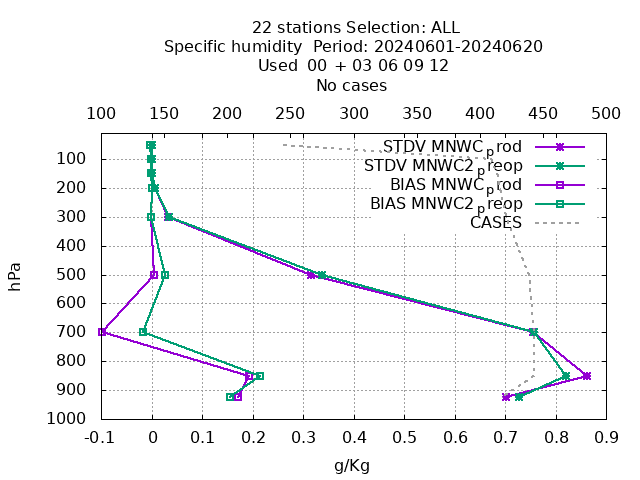 22 stations Selection: ALL
Specific humidity  Period: 20240601-20240620
Used  00 + 03 06 09 12
No cases
100 150 200 250 300 350 400 450 500
STDV MNWC_prod
STDV MNWC2_preop
BIAS MNWC_prod
BIAS MNWC2_preop
CASES
100
200
300
400
500
600
700
800
900
1000
hPa
-0.1 0 0.1 0.2 0.3 0.4 0.5 0.6 0.7 0.8 0.9
g/Kg